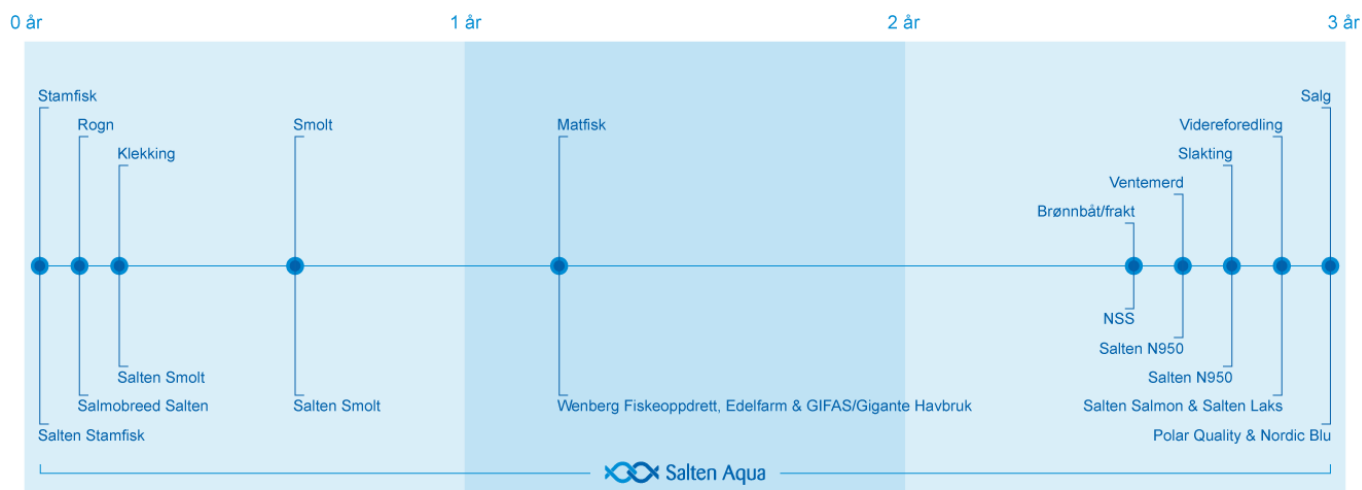 0 år
1 år
2 år
3 år
Stamfisk
Salg
Rogn
Smolt
Matfisk
Videreforedling
Klekking
Slakting
Ventemerd
Brønnbåt/frakt
NSS
Salten N950
Salten Smolt
Salten N950
Salmobreed Salten
Salten Smolt
Wenberg Fiskeoppdrett, Edelfarm & GIFAS/Gigante Havbruk
Salten Salmon & Salten Laks
Salten Stamfisk
Polar Quality & Nordic Blu
Salten Aqua